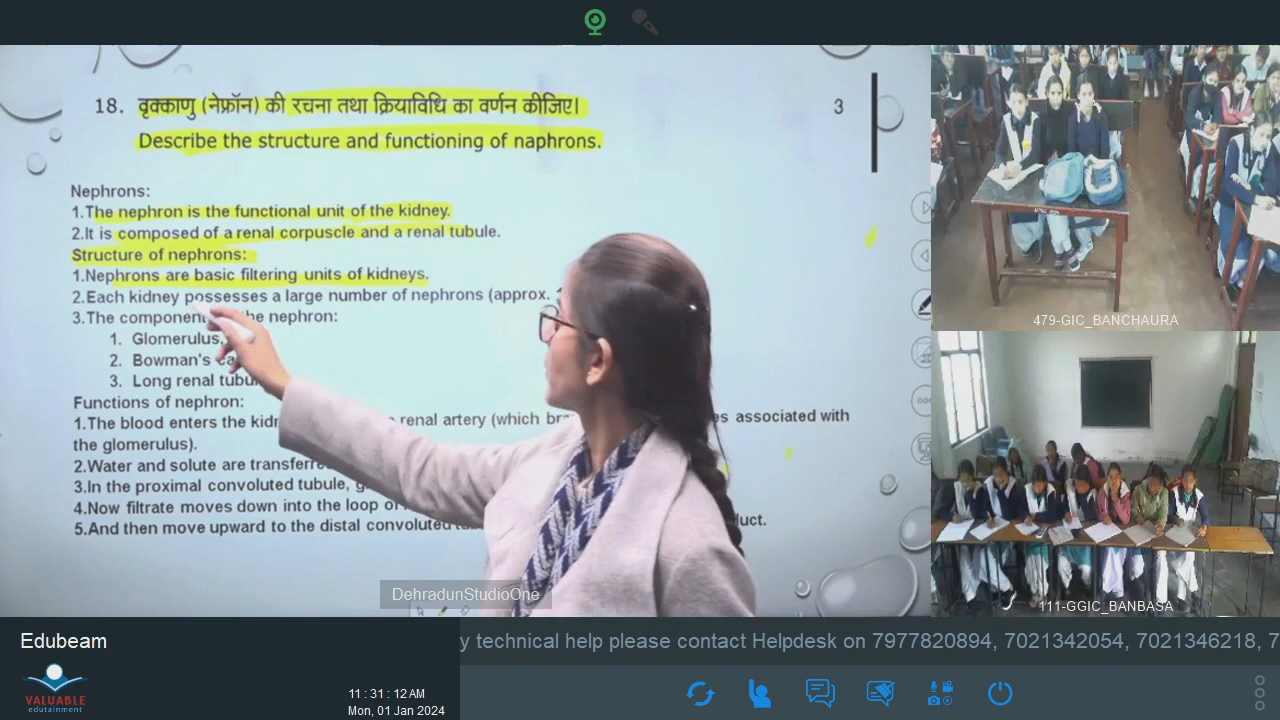 18. वृक्काणु (नेफ्रॉन) की रचना तथा क्रियाविधि का वर्णन कीजिए।
3
Describe the structure and functioning of naphrons.
Nephrons:
1.The nephron is the functional unit of the kidney.
2.It is composed of a renal corpuscle and a renal tubule.
Structure of nephrons:
1.Nephrons are basic filtering units of kidneys.
2.Each kidney possesses a large number of nephrons (approx.
3.The component he nephron:
1. Glomerulus,
2. Bowman's ca
3. Long renal tubu
Functions of nephron:
1.The blood enters the kidn renal artery (which br es associated with
the glomerulus).
2.Water and solute are transferre
3.In the proximal convoluted tubule, g
4.Now filtrate moves down into the loop of
5.And then move upward to the distal convoluted uct.
DehradunStudioOne
479-GIC_BANCHAURA
111-GGIC_BANBASA
Edubeam
y technical help please contact Helpdesk on 7977820894, 7021342054, 7021346218, 7
VALUABLE
edutainment
11 : 31 : 12 AM
Mon, 01 Jan 2024